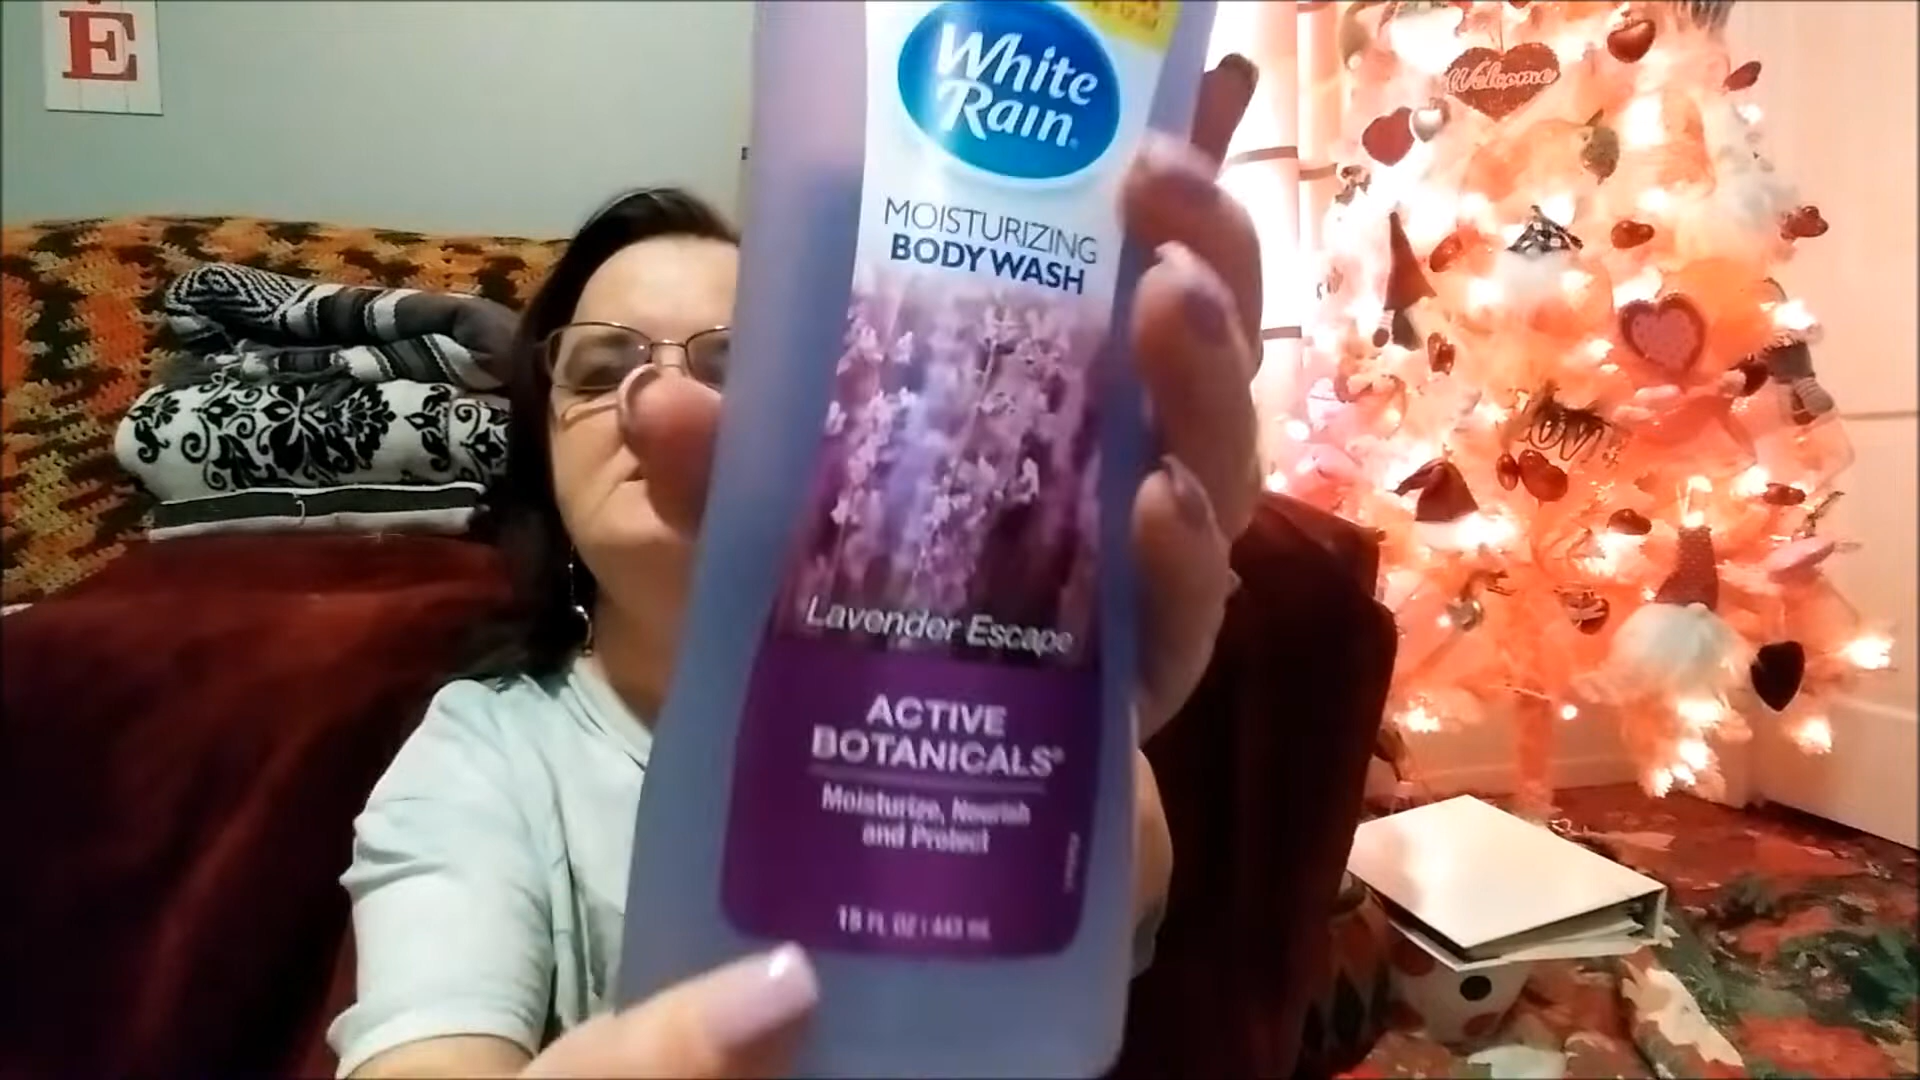 E
White
Rain
MOISTURIZING
BODY WASH
Lavender Escape
ACTIVE
BOTANICALS®
Moisturize, Nourish
and Protect
15 FL OZ | 443 mL
Welcome